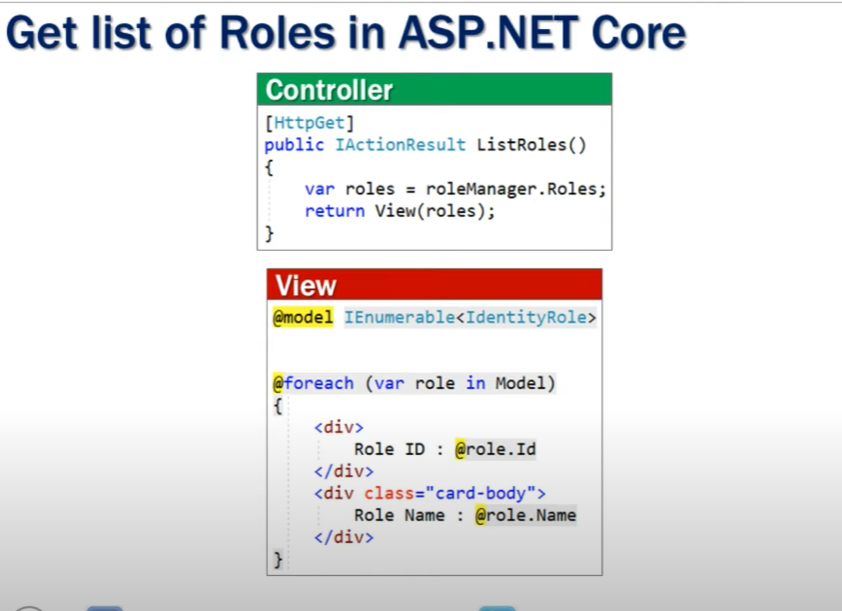 Get list of Roles in ASP.NET Core
Controller
[HttpGet]
public IActionResult ListRoles()
{
var roles = roleManager.Roles;
return View(roles);
}
View
@model IEnumerable<IdentityRole>
@foreach (var role in Model)
{
<div>
Role ID : @role.Id
</div>
<div class="card-body">
Role Name : @role.Name
</div>
}